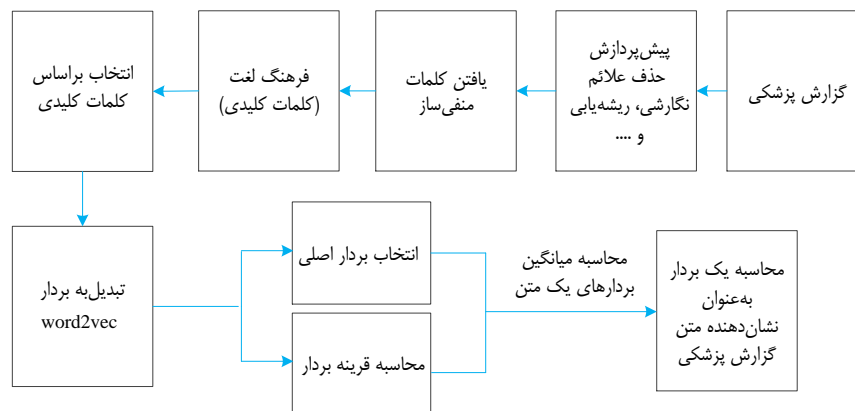 گزارش پزشکی
پیش‌پردازش
حذف علائم
نگارشی، ریشه‌یابی
و ....
یافتن کلمات
منفی‌ساز
فرهنگ لغت
(کلمات کلیدی)
انتخاب براساس
کلمات کلیدی
تبدیل‌به بردار
word2vec
انتخاب بردار اصلی
محاسبه قرینه بردار
محاسبه میانگین
بردارهای یک متن
محاسبه یک بردار
به‌عنوان
نشان‌دهنده متن
گزارش پزشکی